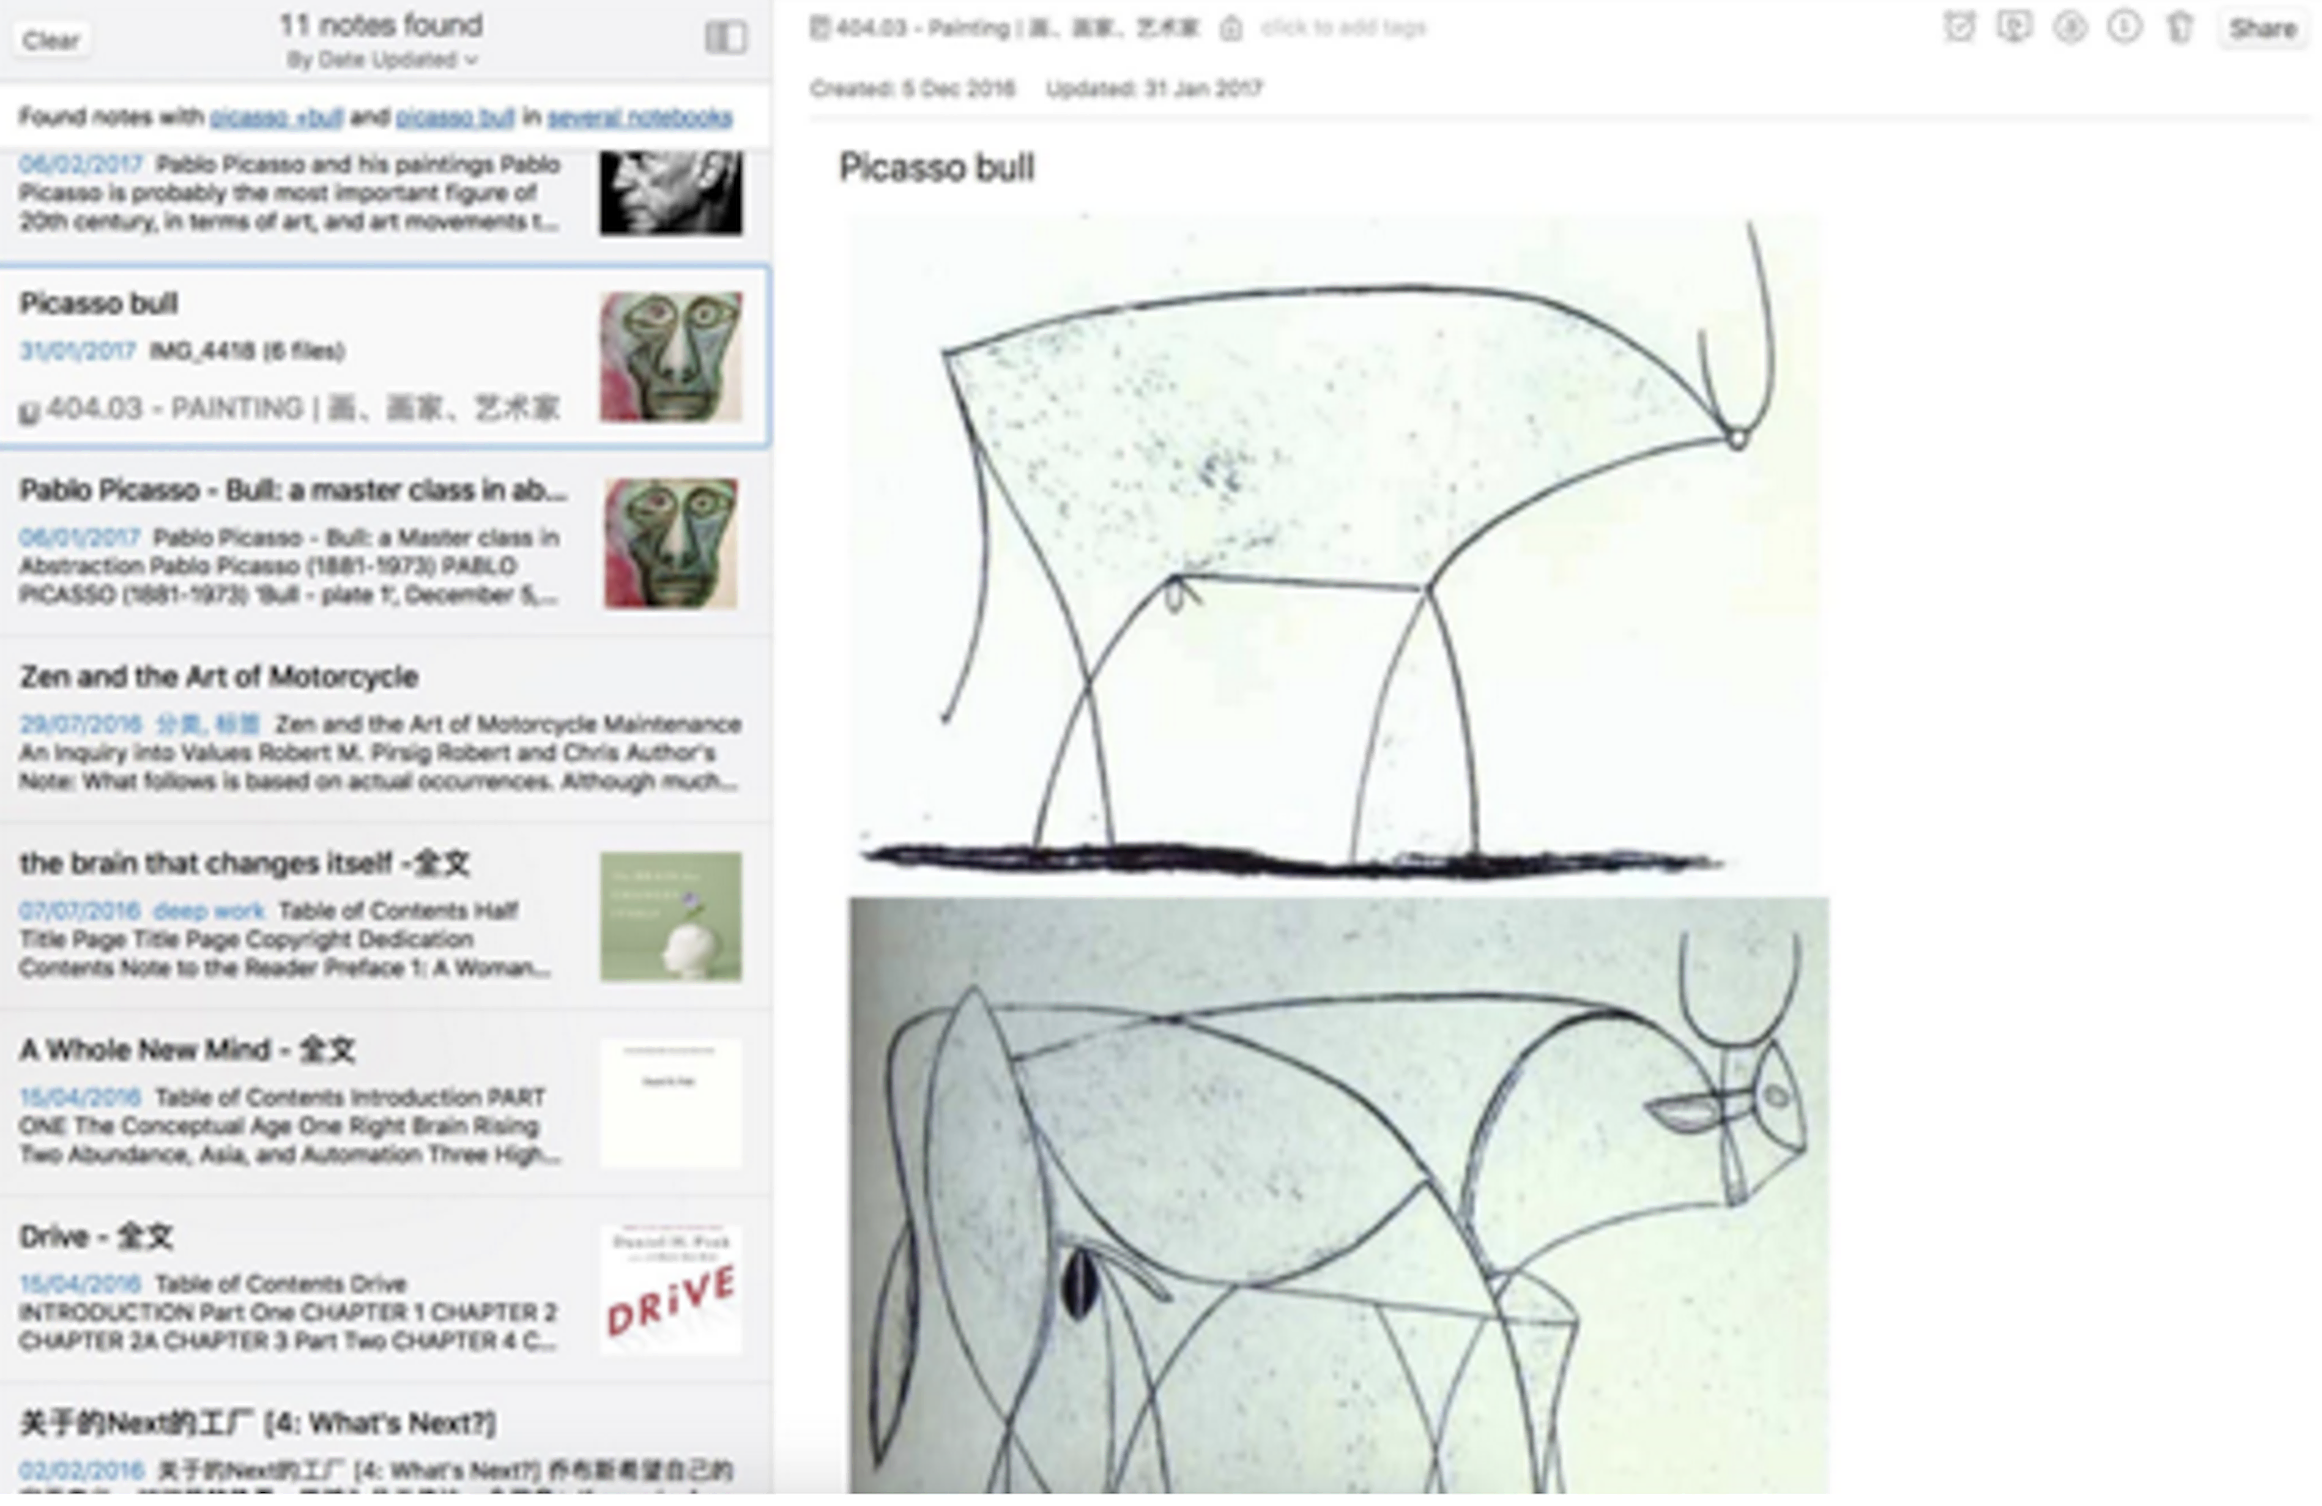 Clear
11 notes found
By Date Updated
Found notes with picasso +bull and picasso bull in several notebooks
06/02/2017 Pablo Picasso and his paintings Pablo
Picasso is probably the most important figure of
20th century, in terms of art, and art movements t...
Picasso bull
31/01/2017 IMG_4418 (6 files)
404.03 - PAINTING | 画、画家、艺术家
Pablo Picasso - Bull: a master class in ab...
06/01/2017 Pablo Picasso - Bull: a Master class in
Abstraction Pablo Picasso (1881-1973) PABLO
PICASSO (1881-1973) 'Bull - plate 1', December 5,...
Zen and the Art of Motorcycle
29/07/2016 分类, 标签 Zen and the Art of Motorcycle Maintenance
An Inquiry into Values Robert M. Pirsig Robert and Chris Author's
Note: What follows is based on actual occurrences. Although much...
the brain that changes itself -全文
07/07/2016 deep work Table of Contents Half
Title Page Title Page Copyright Dedication
Contents Note to the Reader Preface 1: A Woman...
A Whole New Mind - 全文
15/04/2016 Table of Contents Introduction PART
ONE The Conceptual Age One Right Brain Rising
Two Abundance, Asia, and Automation Three High...
Drive - 全文
15/04/2016 Table of Contents Drive
INTRODUCTION Part One CHAPTER 1 CHAPTER 2
CHAPTER 2A CHAPTER 3 Part Two CHAPTER 4 C...
Daniel H. Pink
DRiVE
关于的Next的工厂 [4: What's Next?]
02/02/2016 关于的Next的工厂 [4: What's Next?] 乔布斯希望自己的
404.03 - Painting | 画、画家、艺术家
click to add tags
Share
Created: 5 Dec 2016 Updated: 31 Jan 2017
Picasso bull